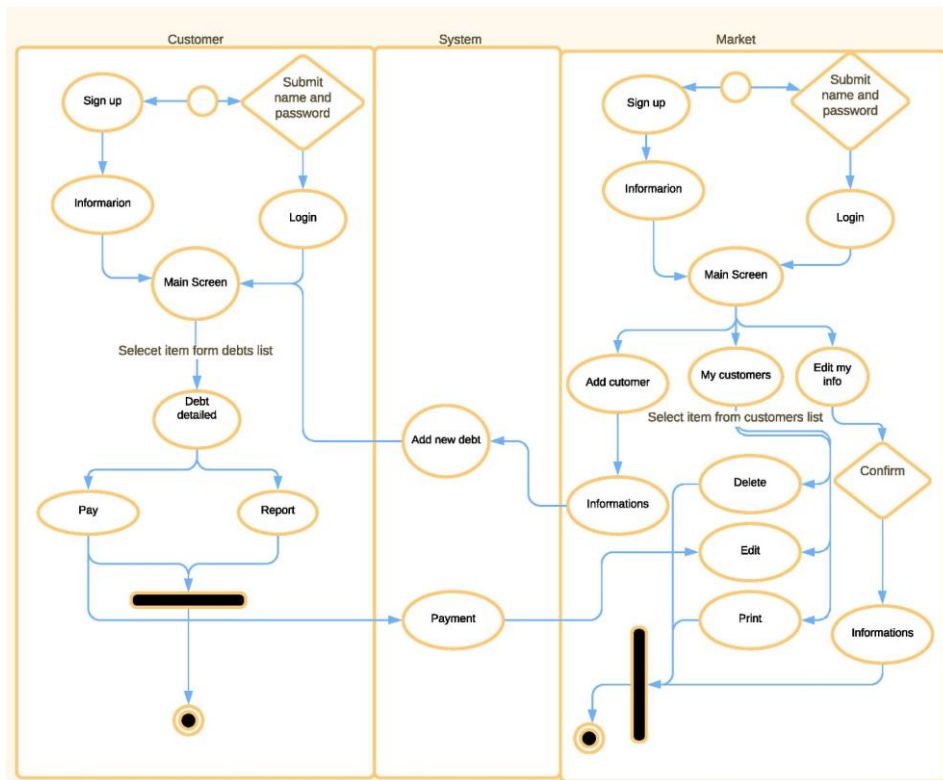 Customer
System
Market
Sign up
Submit
name and
password
Informarion
Login
Main Screen
Selecet item form debts list
Debt
detailed
Pay
Report
Add new debt
Payment
Sign up
Submit
name and
password
Informarion
Login
Main Screen
Add cutomer
My customers
Edit my
info
Select item from customers list
Confirm
Informations
Delete
Edit
Print
Informations